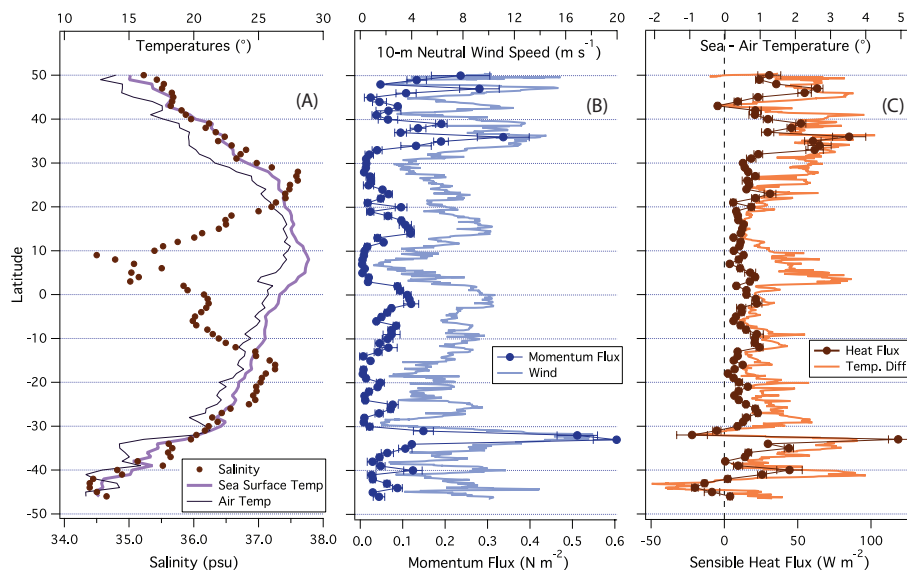 10 15 20 25 30
Temperatures (°)
0 4 8 12 16 20
10-m Neutral Wind Speed (m s⁻¹)
-2 -1 0 1 2 3 4 5
Sea - Air Temperature (°)
50
40
30
20
10
0
-10
-20
-30
-40
-50
Latitude
(A)
Salinity
Sea Surface Temp
Air Temp
34.0 35.0 36.0 37.0 38.0
Salinity (psu)
(B)
Momentum Flux
Wind
0.0 0.1 0.2 0.3 0.4 0.5 0.6
Momentum Flux (N m⁻²)
(C)
Heat Flux
Temp. Diff
-50 0 50 100
Sensible Heat Flux (W m⁻²)